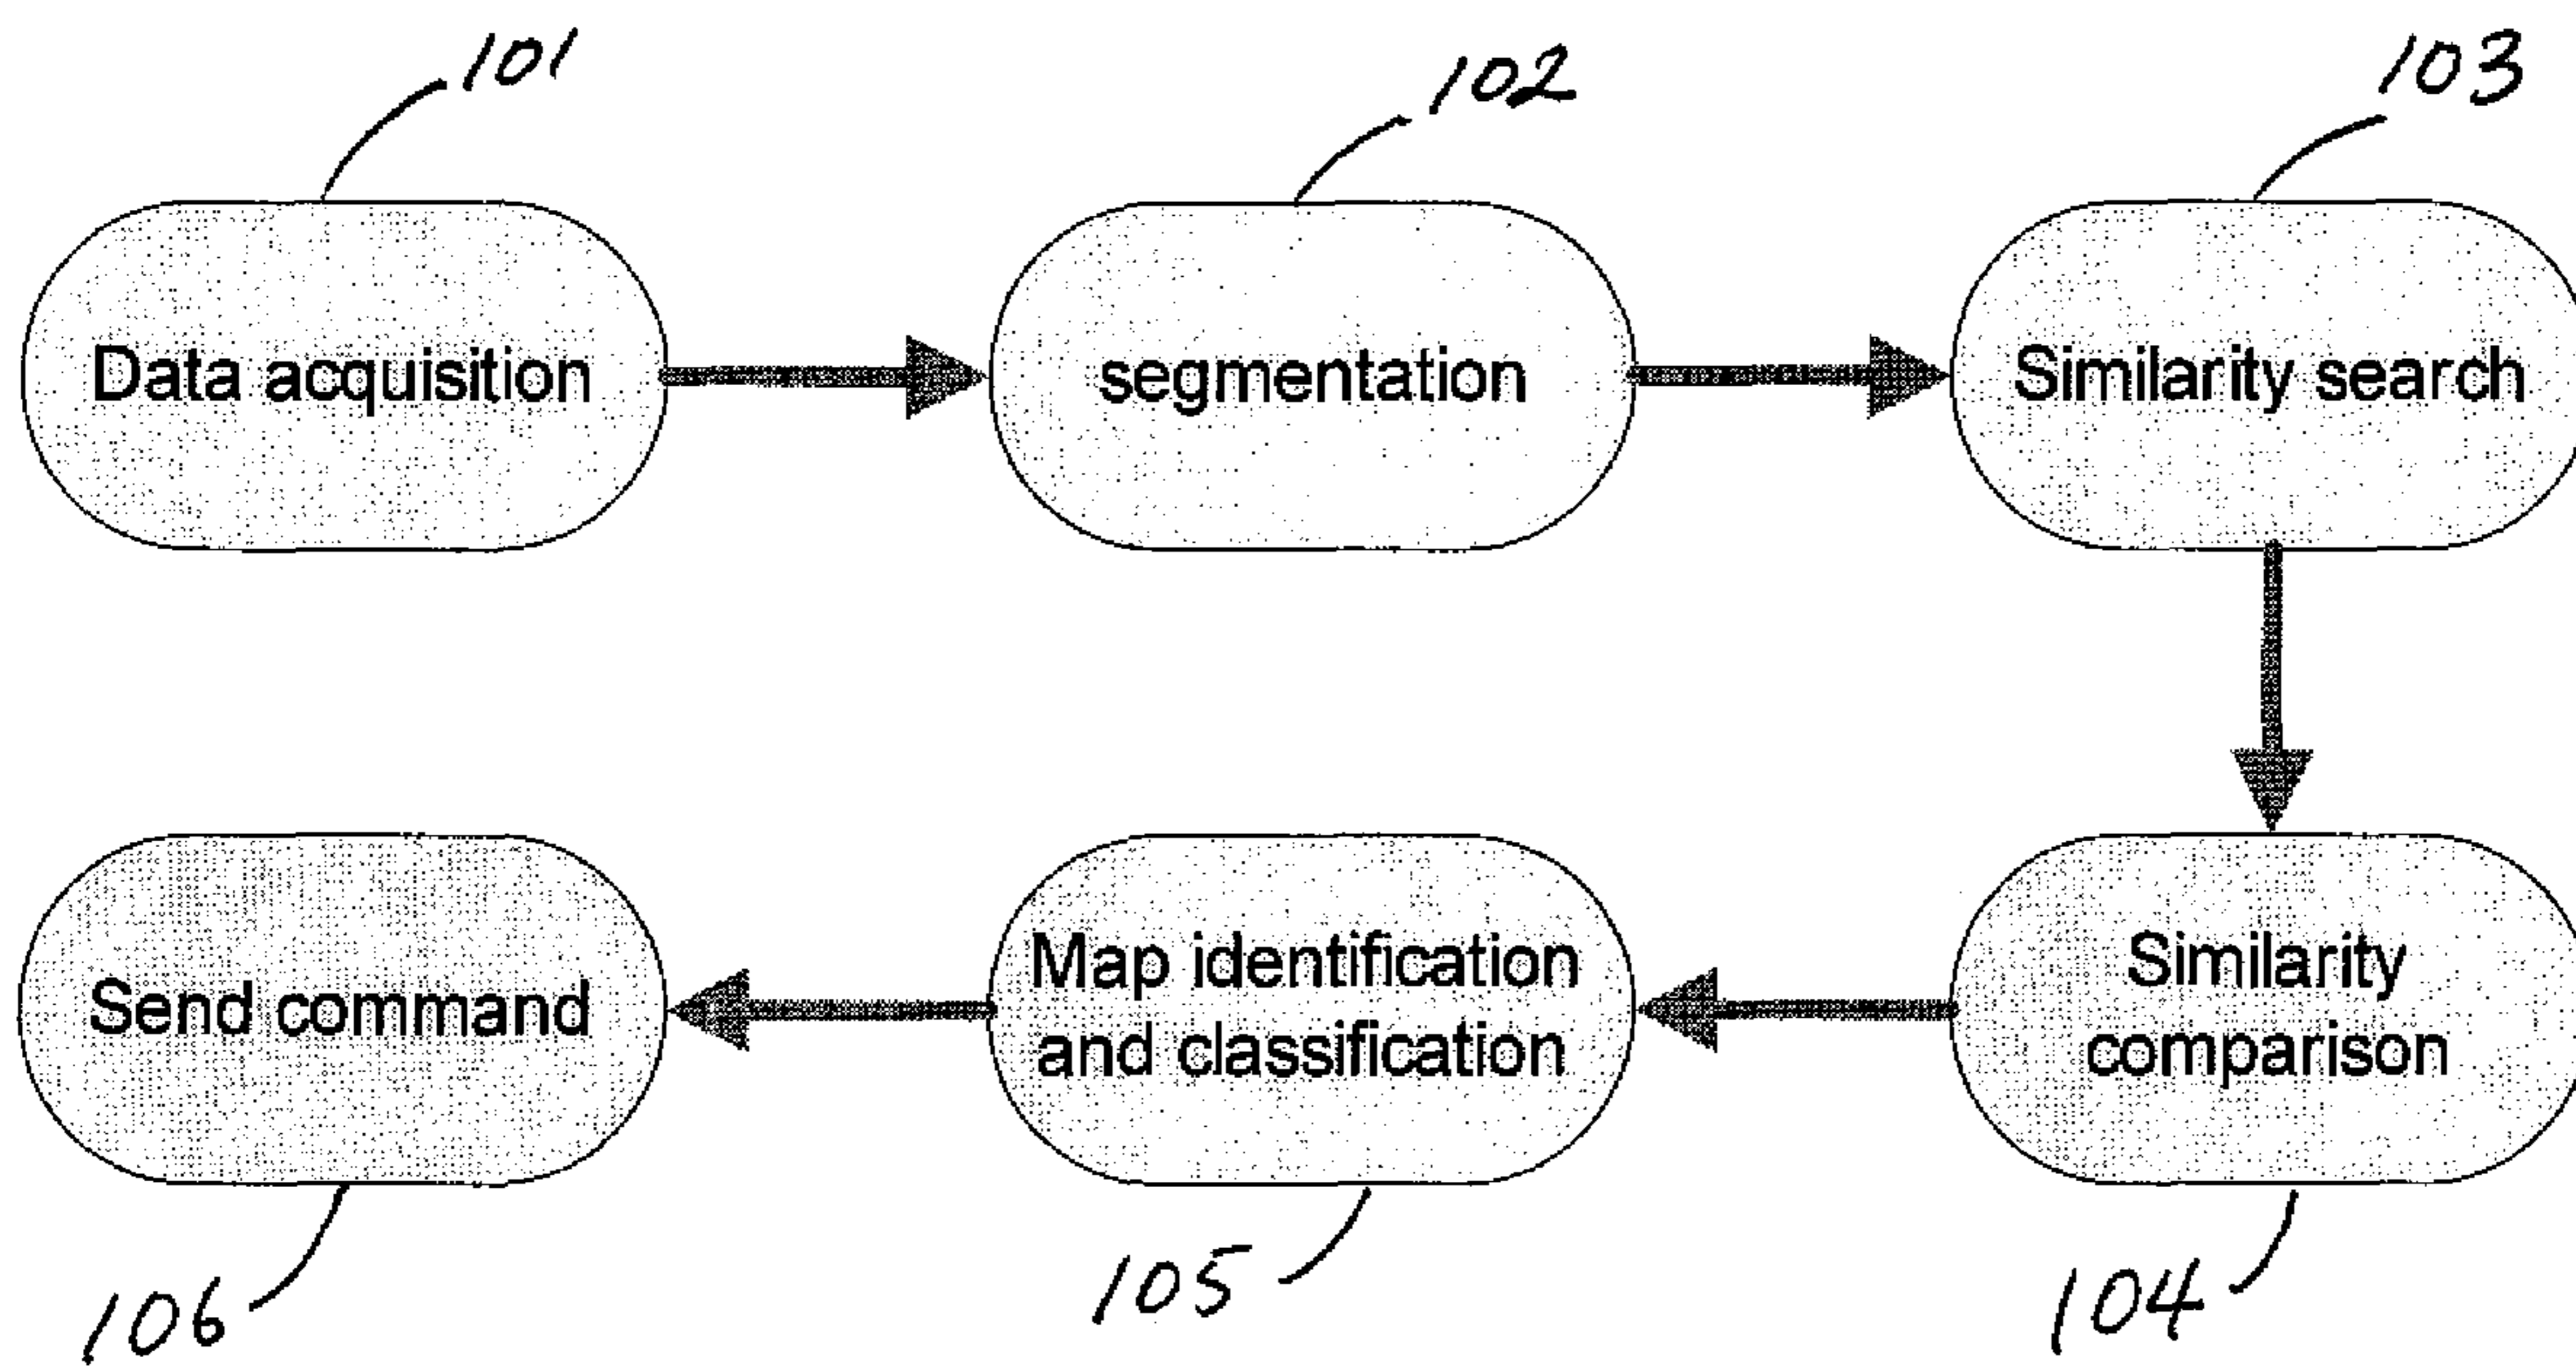 101
102
103
Data acquisition
segmentation
Similarity search
Send command
Map identification
and classification
Similarity
comparison
106
105
104